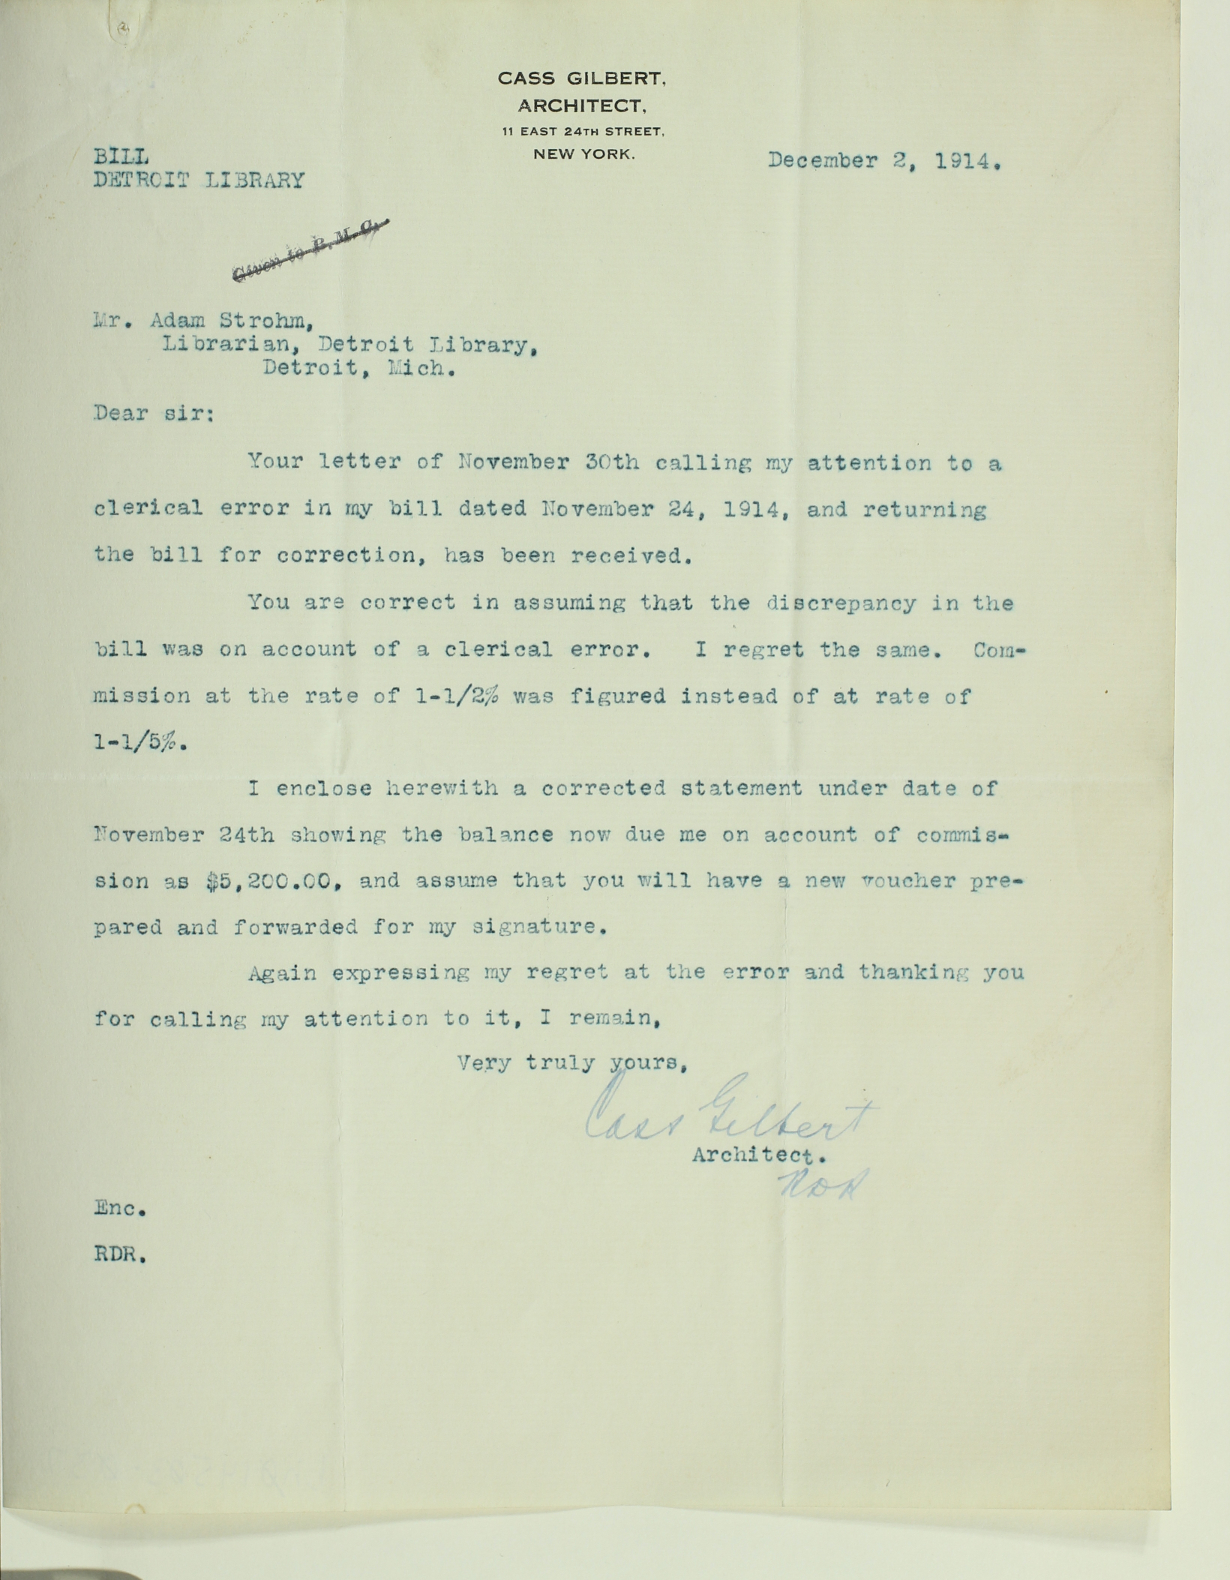 CASS GILBERT,
ARCHITECT,
11 EAST 24TH STREET,
NEW YORK.
BILL
DETROIT LIBRARY
December 2, 1914.
Given to B. M. C.
Mr. Adam Strohm,
Librarian, Detroit Library,
Detroit, Mich.
Dear sir:
Your letter of November 30th calling my attention to a
clerical error in my bill dated November 24, 1914, and returning
the bill for correction, has been received.
You are correct in assuming that the discrepancy in the
bill was on account of a clerical error. I regret the same. Com-
mission at the rate of 1-1/2% was figured instead of at rate of
1-1/5%.
I enclose herewith a corrected statement under date of
November 24th showing the balance now due me on account of commis-
sion as $5,200.00, and assume that you will have a new voucher pre-
pared and forwarded for my signature.
Again expressing my regret at the error and thanking you
for calling my attention to it, I remain,
Very truly yours,
Cass Gilbert
Architect.
RDR
Enc.
RDR.